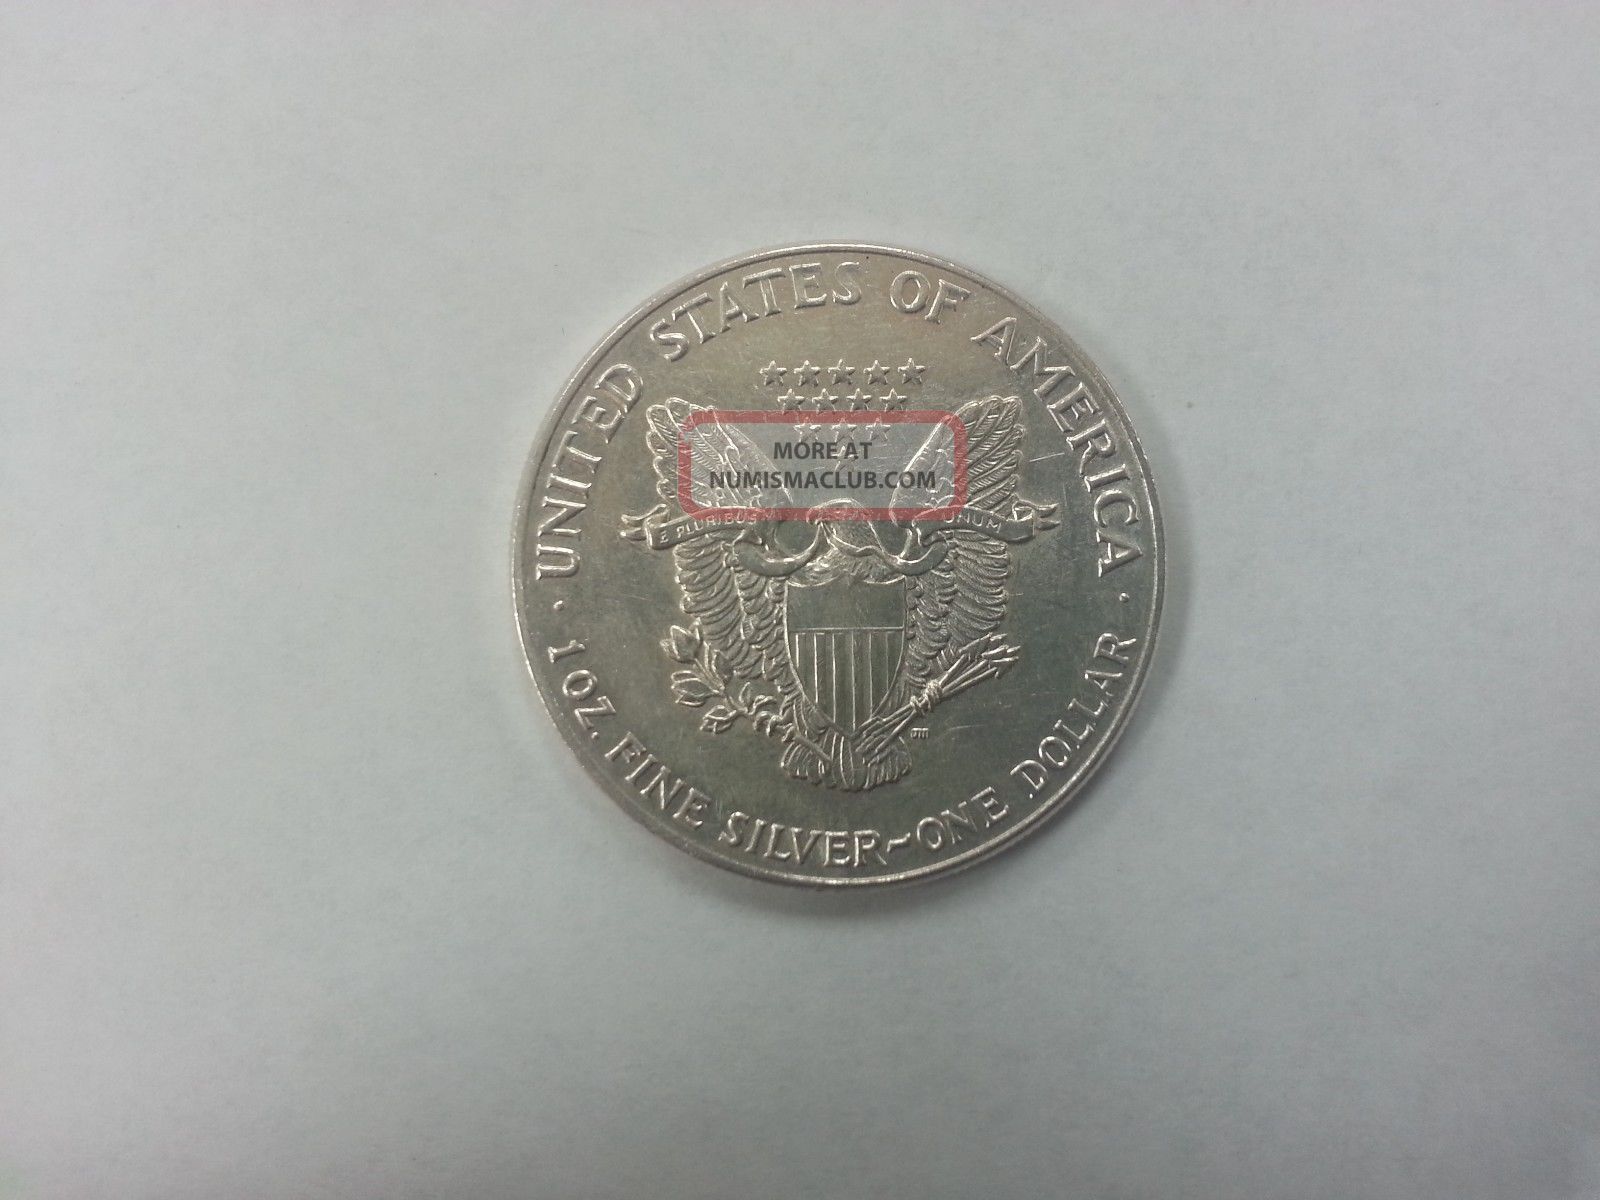 UNITED STATES OF AMERICA
E PLURIBUS UNUM
MORE AT
NUMISMACLUB.COM
1 OZ. FINE SILVER~ONE DOLLAR